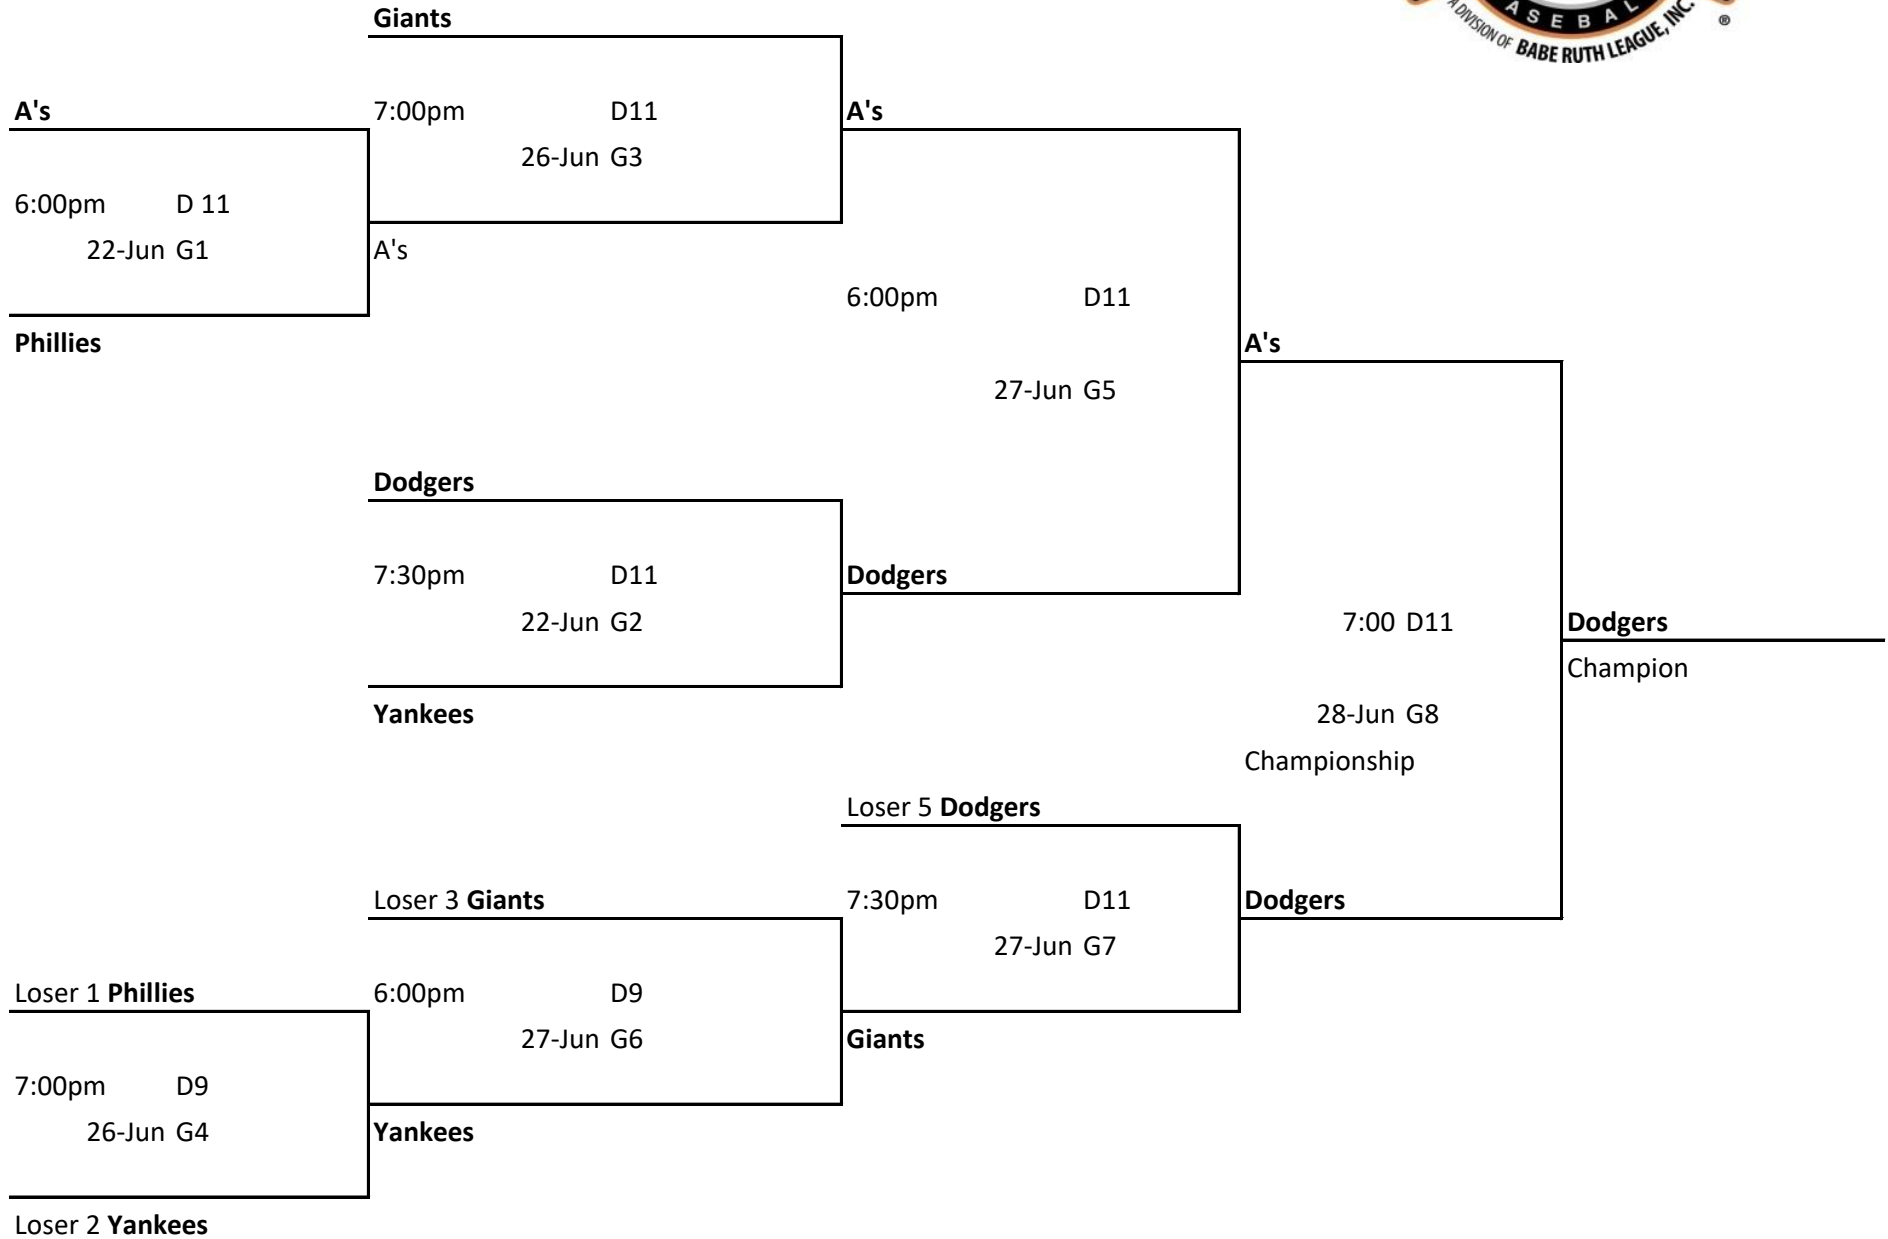 Giants
ASEBAL
A DIVISION OF BABE RUTH LEAGUE, INC. ®
A's
7:00pm D11
A's
26-Jun G3
6:00pm D 11
22-Jun G1
A's
6:00pm D11
Phillies
A's
27-Jun G5
Dodgers
7:30pm D11
Dodgers
22-Jun G2
7:00 D11
Dodgers
Champion
Yankees
28-Jun G8
Championship
Loser 5 Dodgers
Loser 3 Giants
7:30pm D11
Dodgers
27-Jun G7
Loser 1 Phillies
6:00pm D9
27-Jun G6
Giants
7:00pm D9
26-Jun G4
Yankees
Loser 2 Yankees